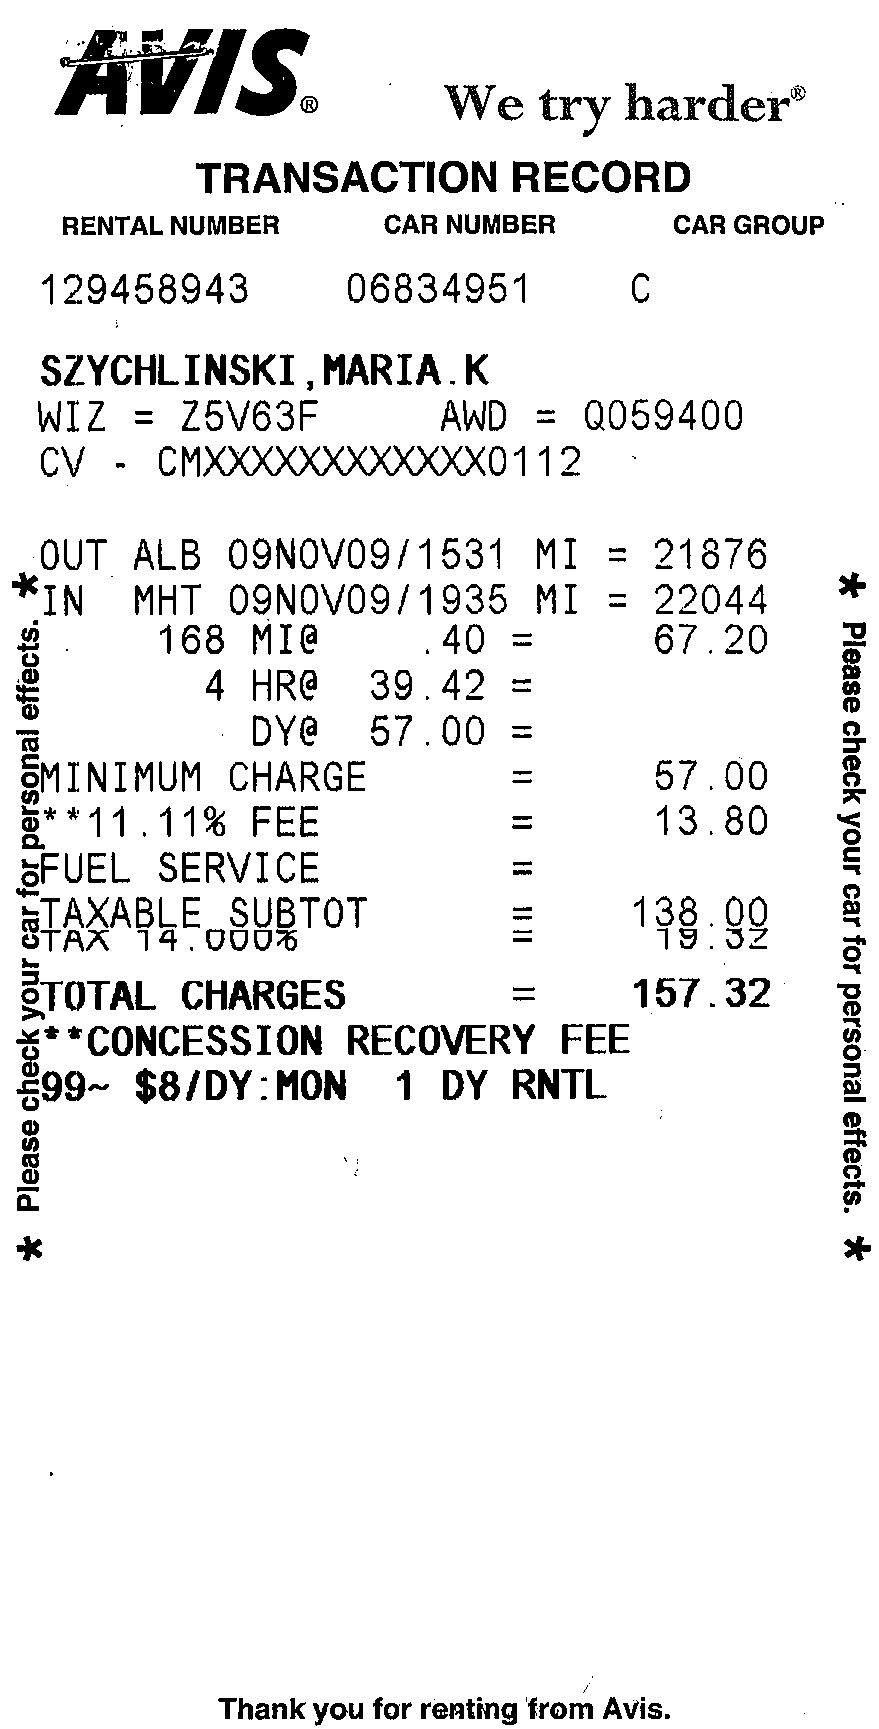 AVIS®
We try harder®
TRANSACTION RECORD
RENTAL NUMBER CAR NUMBER CAR GROUP
129458943 06834951 C
SZYCHLINSKI,MARIA.K
WIZ = Z5V63F AWD = Q059400
CV - CMXXXXXXXXXXXX0112
OUT ALB 09NOV09/1531 MI = 21876
IN MHT 09NOV09/1935 MI = 22044
168 MI@ .40 = 67.20
4 HR@ 39.42 =
DY@ 57.00 =
MINIMUM CHARGE = 57.00
**11.11% FEE = 13.80
FUEL SERVICE =
TAXABLE SUBTOT = 138.00
TAX 14.000% = 19.32
TOTAL CHARGES = 157.32
**CONCESSION RECOVERY FEE
99~ $8/DY:MON 1 DY RNTL
* Please check your car for personal effects. *
* Please check your car for personal effects. *
Thank you for renting from Avis.